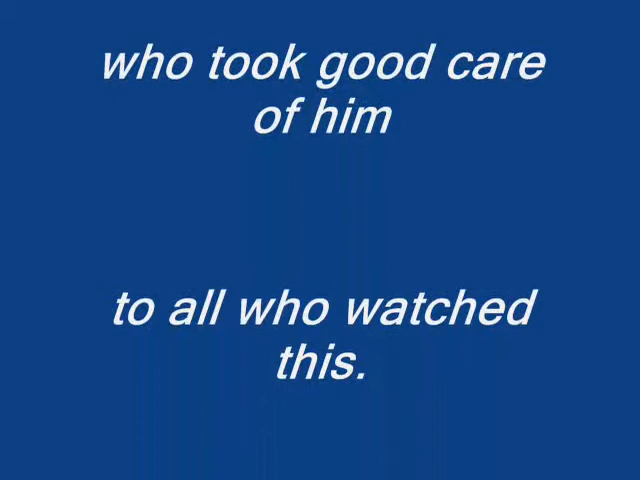 who took good care
of him
to all who watched
this.